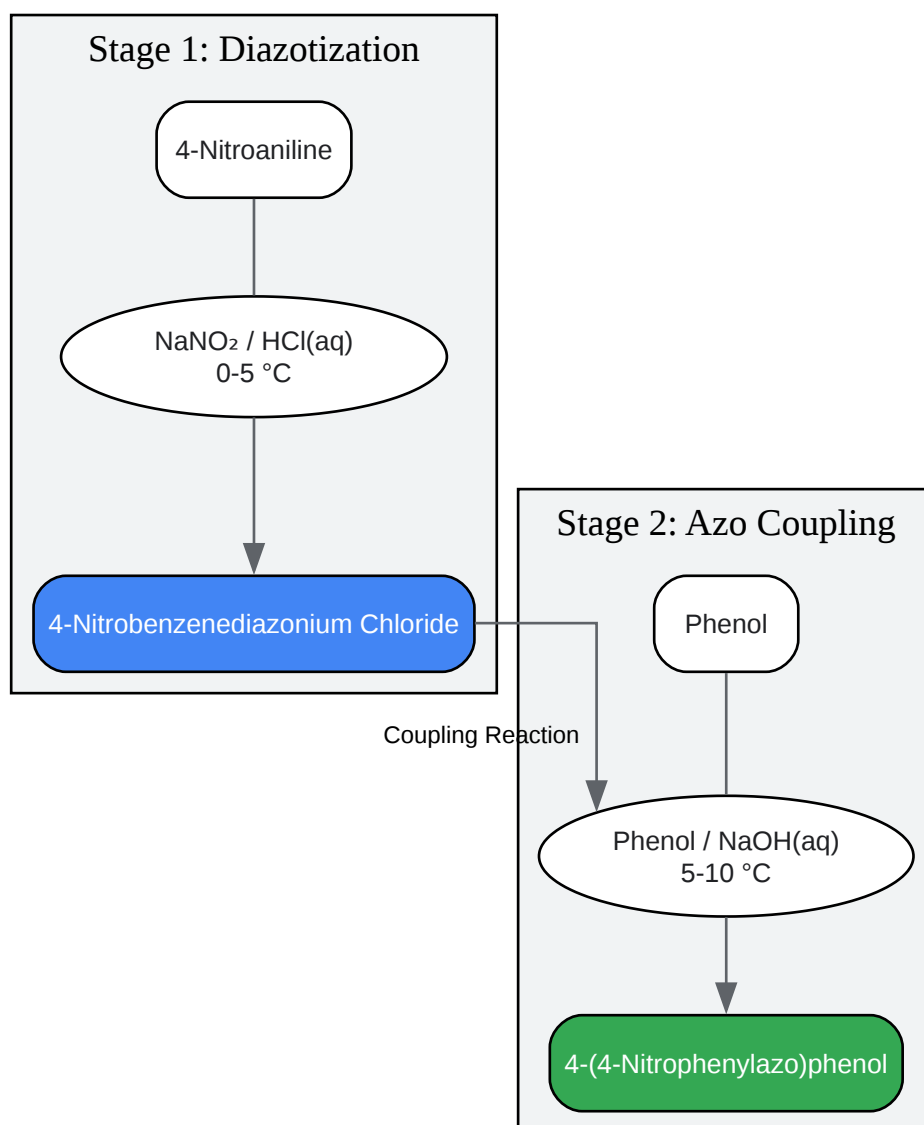 Stage 1: Diazotization
4-Nitroaniline
NaNO₂ / HCl(aq)
0-5 °C
4-Nitrobenzenediazonium Chloride
Stage 2: Azo Coupling
Phenol
Coupling Reaction
Phenol / NaOH(aq)
5-10 °C
4-(4-Nitrophenylazo)phenol